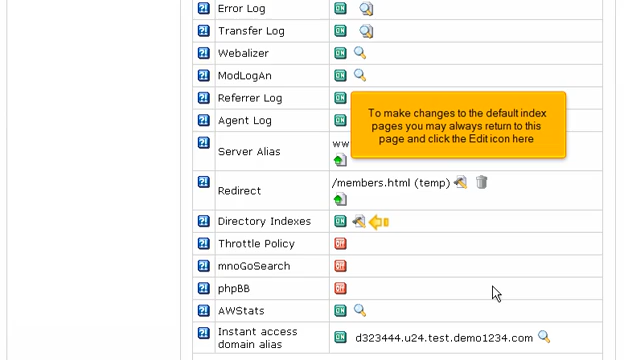 Error Log
Transfer Log
Webalizer
ModLogAn
Referrer Log
Agent Log
To make changes to the default index
pages you may always return to this
page and click the Edit icon here
Server Alias ww
Redirect /members.html (temp)
Directory Indexes
Throttle Policy
mnoGoSearch
phpBB
AWStats
Instant access
domain alias
d323444.u24.test.demo1234.com